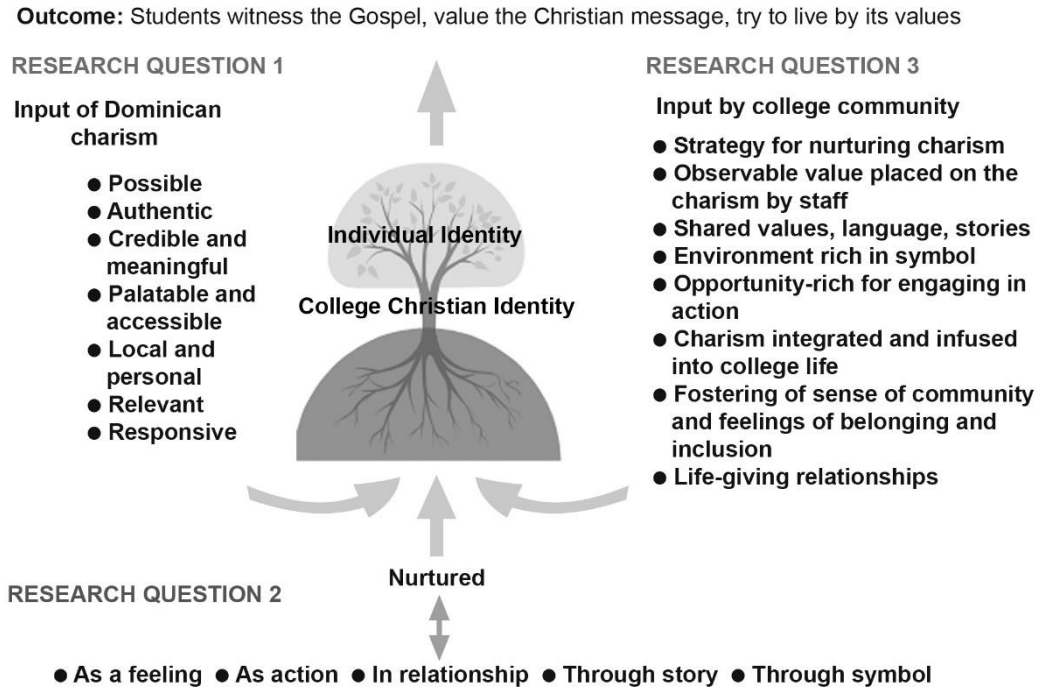 Outcome: Students witness the Gospel, value the Christian message, try to live by its values
RESEARCH QUESTION 1
Input of Dominican
charism
● Possible
● Authentic
● Credible and
meaningful
● Palatable and
accessible
● Local and
personal
● Relevant
● Responsive
Individual Identity
College Christian Identity
RESEARCH QUESTION 3
Input by college community
● Strategy for nurturing charism
● Observable value placed on the
charism by staff
● Shared values, language, stories
● Environment rich in symbol
● Opportunity-rich for engaging in
action
● Charism integrated and infused
into college life
● Fostering of sense of community
and feelings of belonging and
inclusion
● Life-giving relationships
Nurtured
RESEARCH QUESTION 2
● As a feeling ● As action ● In relationship ● Through story ● Through symbol